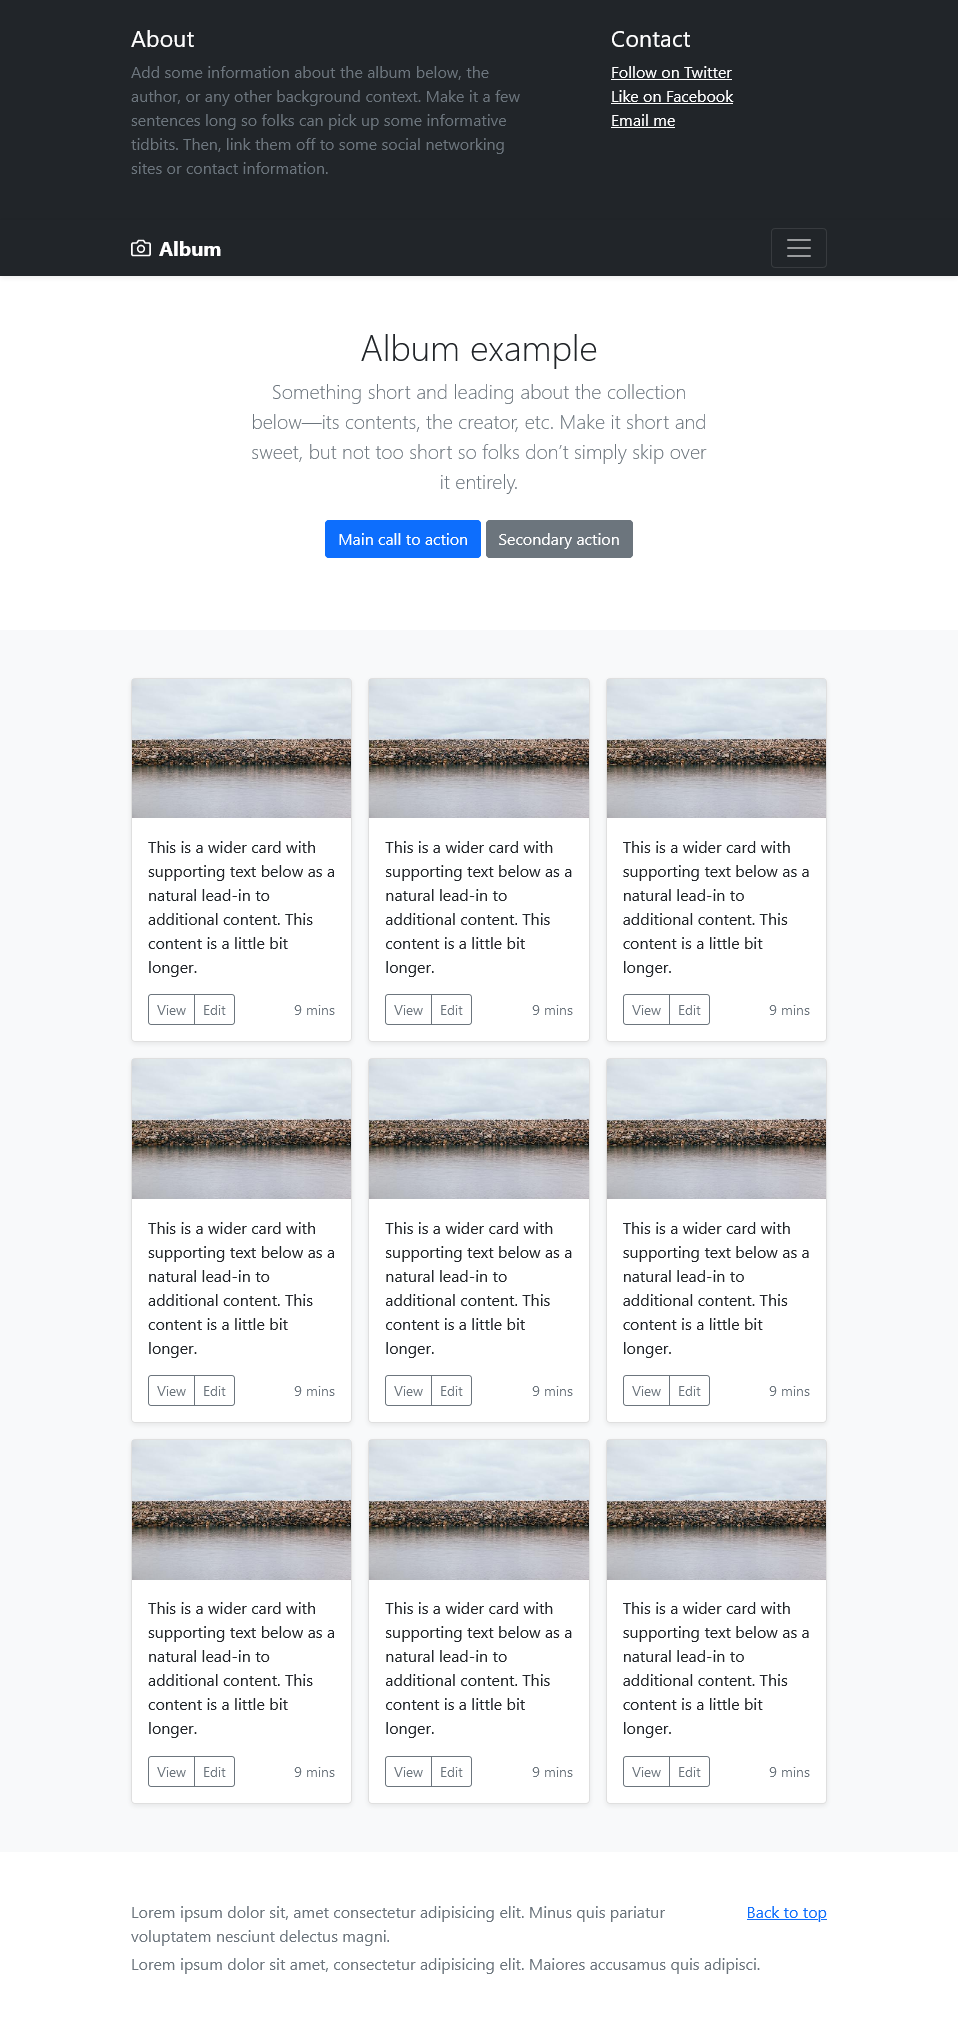 About
Add some information about the album below, the
author, or any other background context. Make it a few
sentences long so folks can pick up some informative
tidbits. Then, link them off to some social networking
sites or contact information.
Contact
Follow on Twitter
Like on Facebook
Email me
Album
Album example
Something short and leading about the collection
below—its contents, the creator, etc. Make it short and
sweet, but not too short so folks don’t simply skip over
it entirely.
Main call to action
Secondary action
This is a wider card with
supporting text below as a
natural lead-in to
additional content. This
content is a little bit
longer.
View Edit 9 mins
This is a wider card with
supporting text below as a
natural lead-in to
additional content. This
content is a little bit
longer.
View Edit 9 mins
This is a wider card with
supporting text below as a
natural lead-in to
additional content. This
content is a little bit
longer.
View Edit 9 mins
This is a wider card with
supporting text below as a
natural lead-in to
additional content. This
content is a little bit
longer.
View Edit 9 mins
This is a wider card with
supporting text below as a
natural lead-in to
additional content. This
content is a little bit
longer.
View Edit 9 mins
This is a wider card with
supporting text below as a
natural lead-in to
additional content. This
content is a little bit
longer.
View Edit 9 mins
This is a wider card with
supporting text below as a
natural lead-in to
additional content. This
content is a little bit
longer.
View Edit 9 mins
This is a wider card with
supporting text below as a
natural lead-in to
additional content. This
content is a little bit
longer.
View Edit 9 mins
This is a wider card with
supporting text below as a
natural lead-in to
additional content. This
content is a little bit
longer.
View Edit 9 mins
Lorem ipsum dolor sit, amet consectetur adipisicing elit. Minus quis pariatur
voluptatem nesciunt delectus magni.
Lorem ipsum dolor sit amet, consectetur adipisicing elit. Maiores accusamus quis adipisci.
Back to top